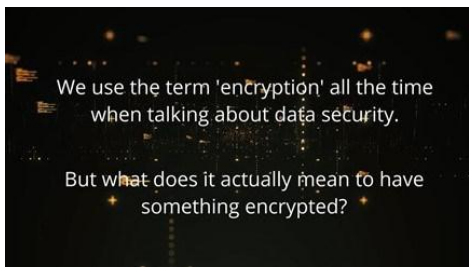 We use the term 'encryption' all the time
when talking about data security.
But what does it actually mean to have
something encrypted?